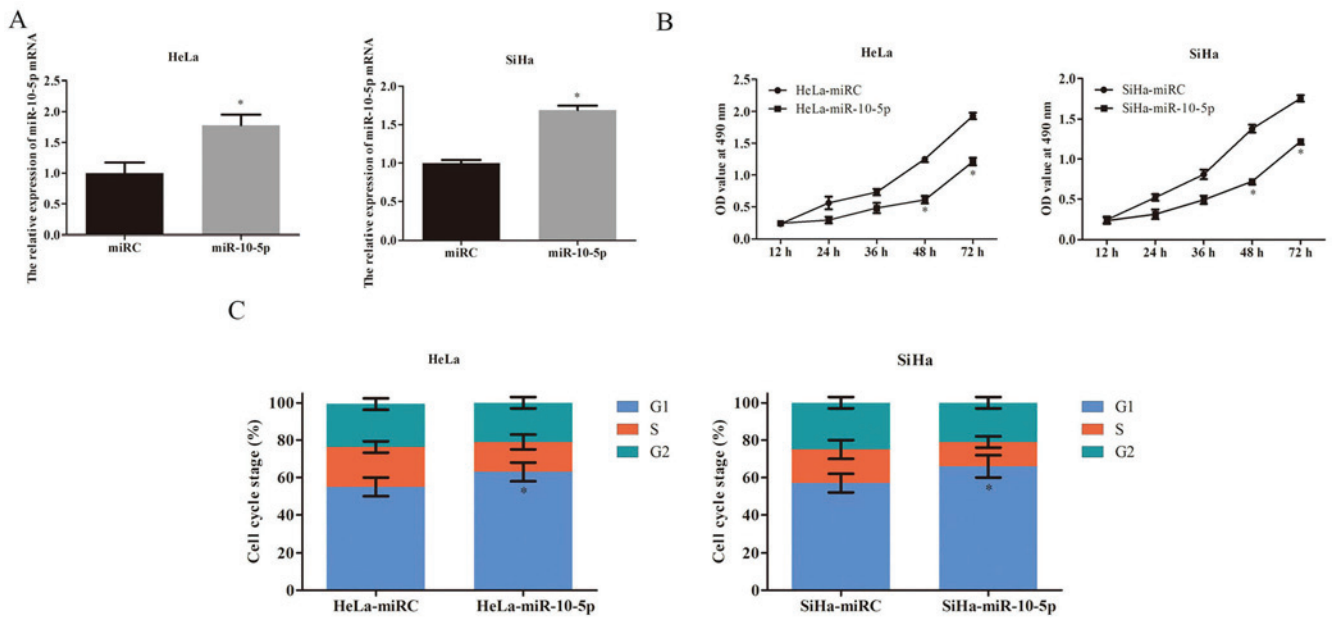 A
HeLa
The relative expression of miR-10-5p mRNA
2.5
2.0
1.5
1.0
0.5
0.0
*
miRC
miR-10-5p
SiHa
The relative expression of miR-10-5p mRNA
2.0
1.5
1.0
0.5
0.0
*
miRC
miR-10-5p
B
HeLa
OD value at 490 nm
2.5
2.0
1.5
1.0
0.5
0.0
HeLa-miRC
HeLa-miR-10-5p
*
*
12 h 24 h 36 h 48 h 72 h
SiHa
OD value at 490 nm
2.0
1.5
1.0
0.5
0.0
SiHa-miRC
SiHa-miR-10-5p
*
*
12 h 24 h 36 h 48 h 72 h
C
HeLa
Cell cycle stage (%)
100
80
60
40
20
0
*
G1
S
G2
HeLa-miRC
HeLa-miR-10-5p
SiHa
Cell cycle stage (%)
100
80
60
40
20
0
*
G1
S
G2
SiHa-miRC
SiHa-miR-10-5p